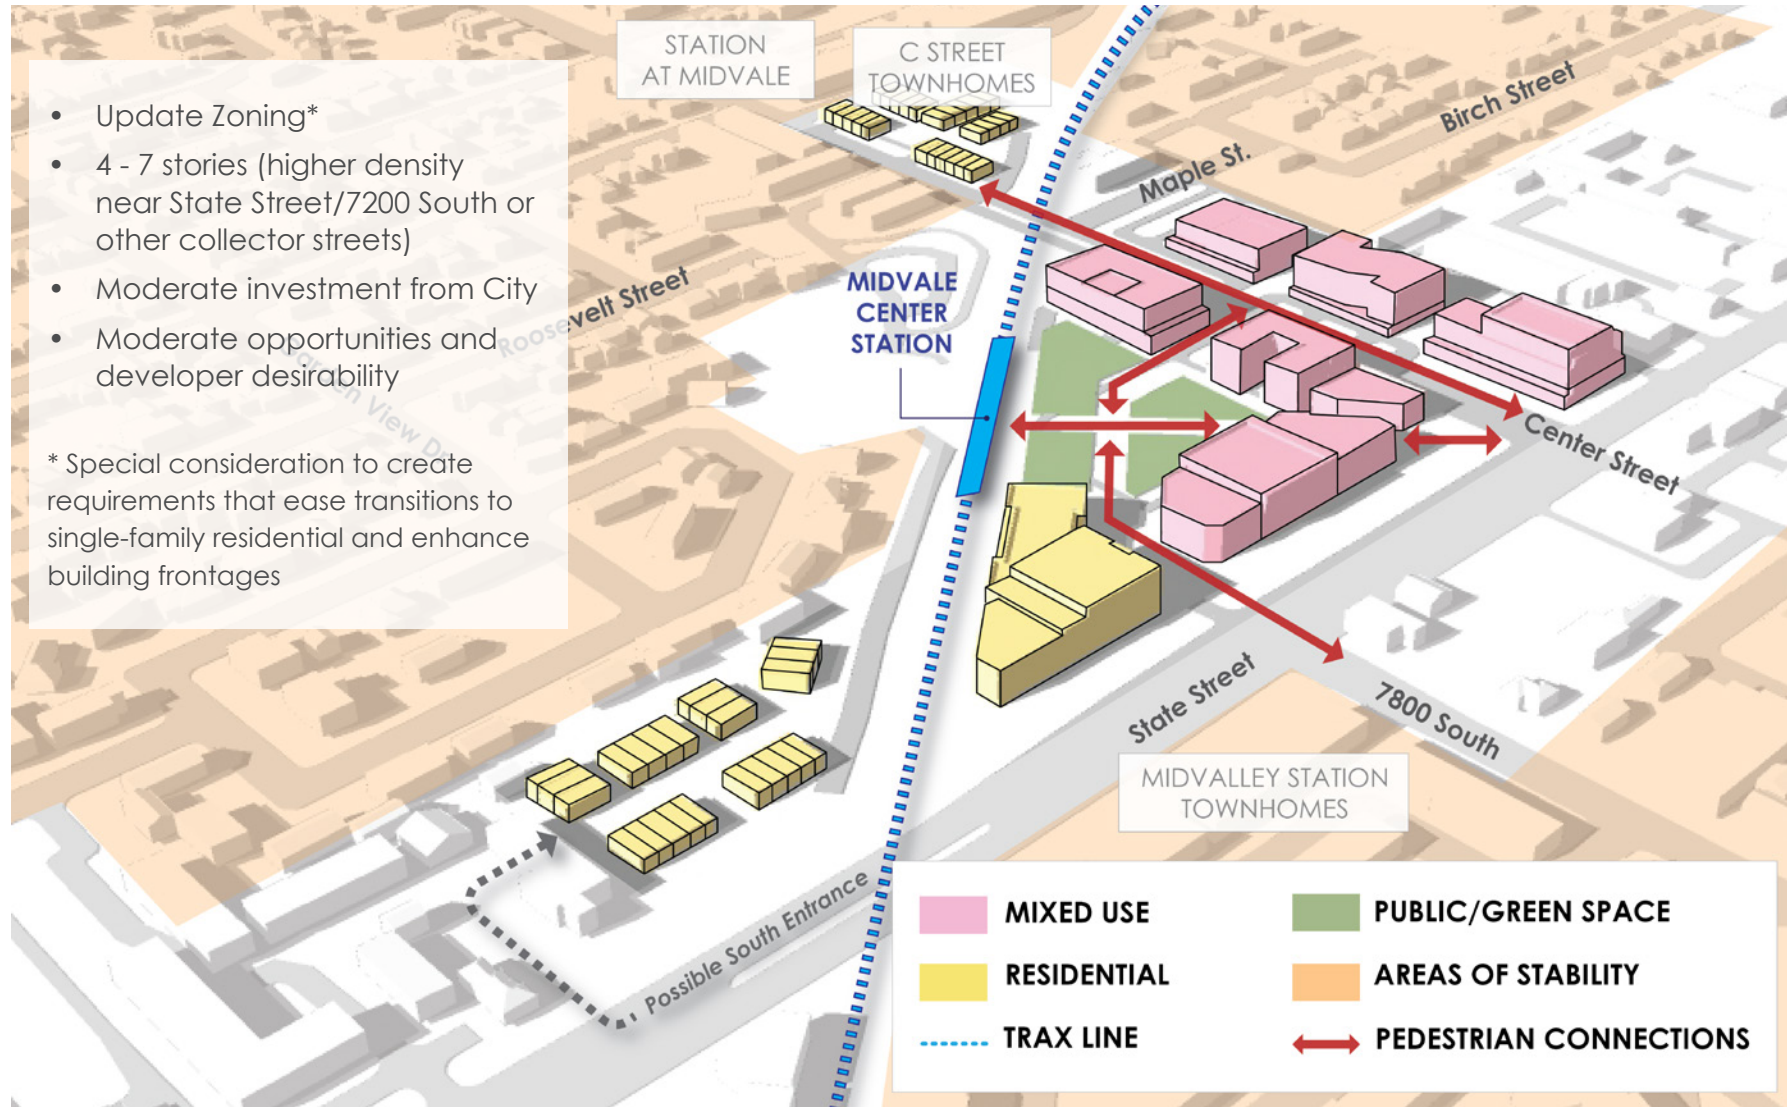 STATION
AT MIDVALE
C STREET
TOWNHOMES
• Update Zoning*
• 4 - 7 stories (higher density
near State Street/7200 South or
other collector streets)
• Moderate investment from City
• Moderate opportunities and
developer desirability
* Special consideration to create
requirements that ease transitions to
single-family residential and enhance
building frontages
Birch Street
Maple St.
Roosevelt Street
Garden View Dr.
MIDVALE
CENTER
STATION
Center Street
State Street
7800 South
MIDVALLEY STATION
TOWNHOMES
Possible South Entrance
MIXED USE
RESIDENTIAL
TRAX LINE
PUBLIC/GREEN SPACE
AREAS OF STABILITY
PEDESTRIAN CONNECTIONS